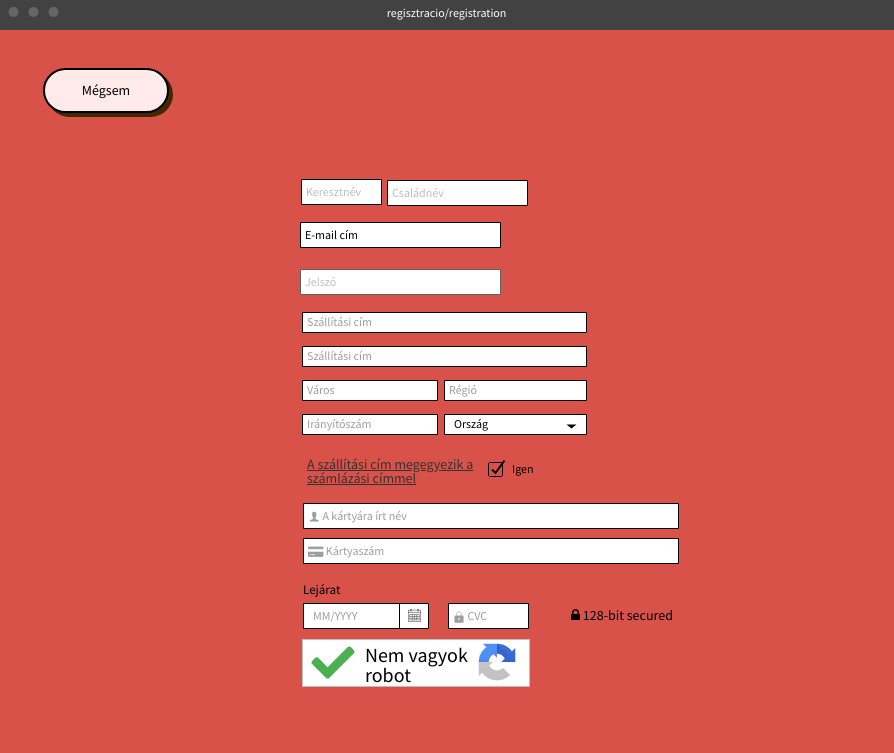 regisztracio/registration
Mégsem
Keresztnév Családnév
E-mail cím
Jelszó
Szállítási cím
Szállítási cím
Város Régió
Irányítószám Ország
A szállítási cím megegyezik a
számlázási címmel Igen
A kártyára írt név
Kártyaszám
Lejárat
MM/YYYY CVC 128-bit secured
Nem vagyok
robot